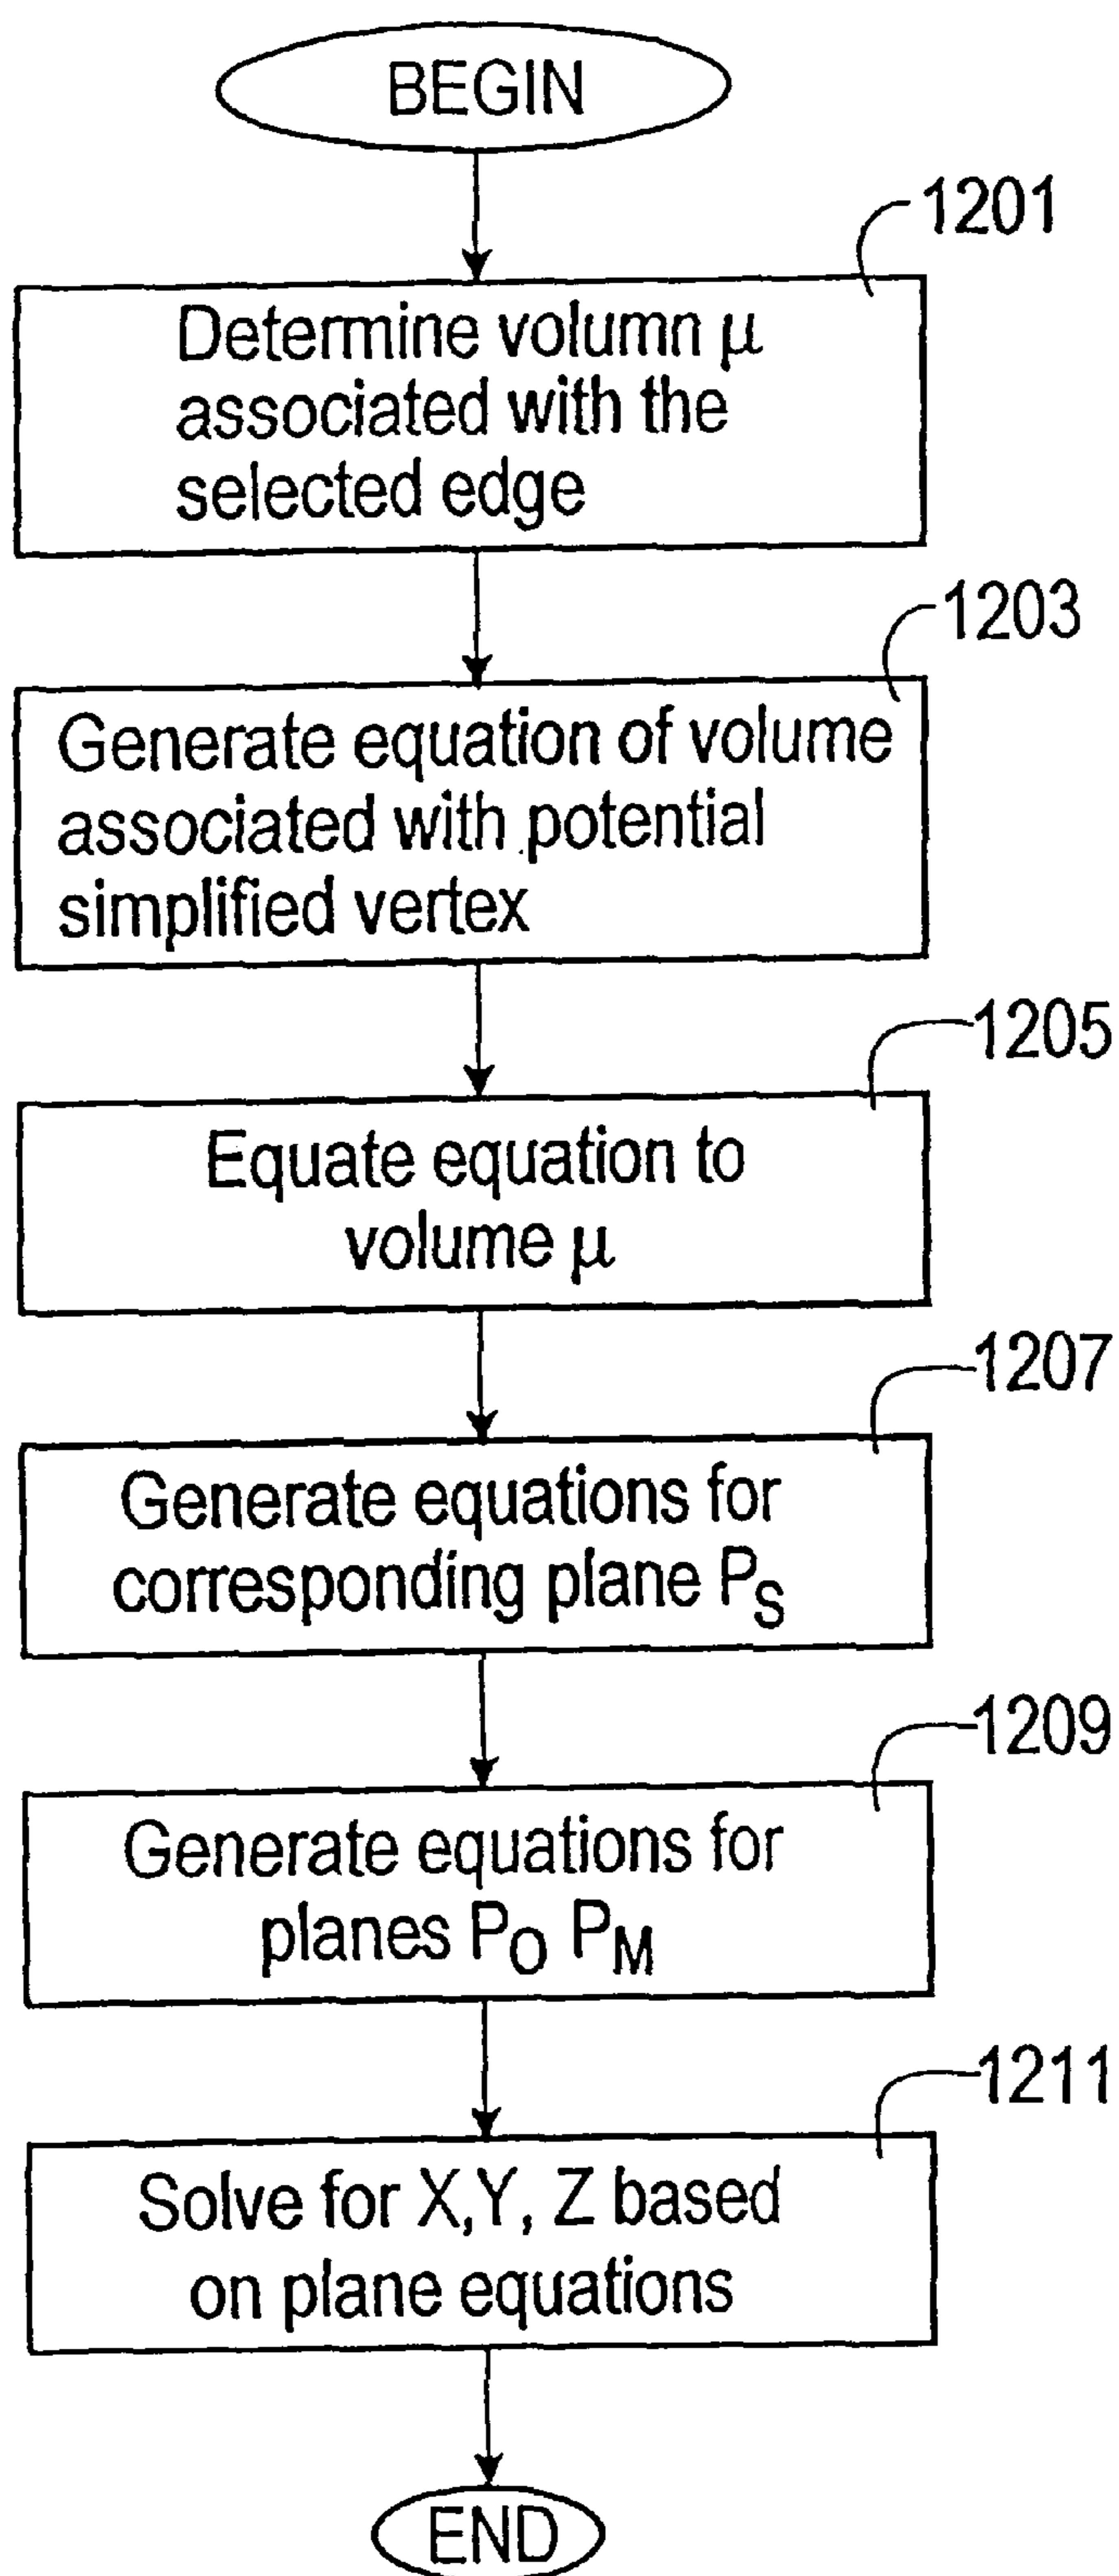 BEGIN
1201
Determine volumn μ
associated with the
selected edge
1203
Generate equation of volume
associated with potential
simplified vertex
1205
Equate equation to
volume μ
1207
Generate equations for
corresponding plane PS
1209
Generate equations for
planes PO PM
1211
Solve for X,Y, Z based
on plane equations
END